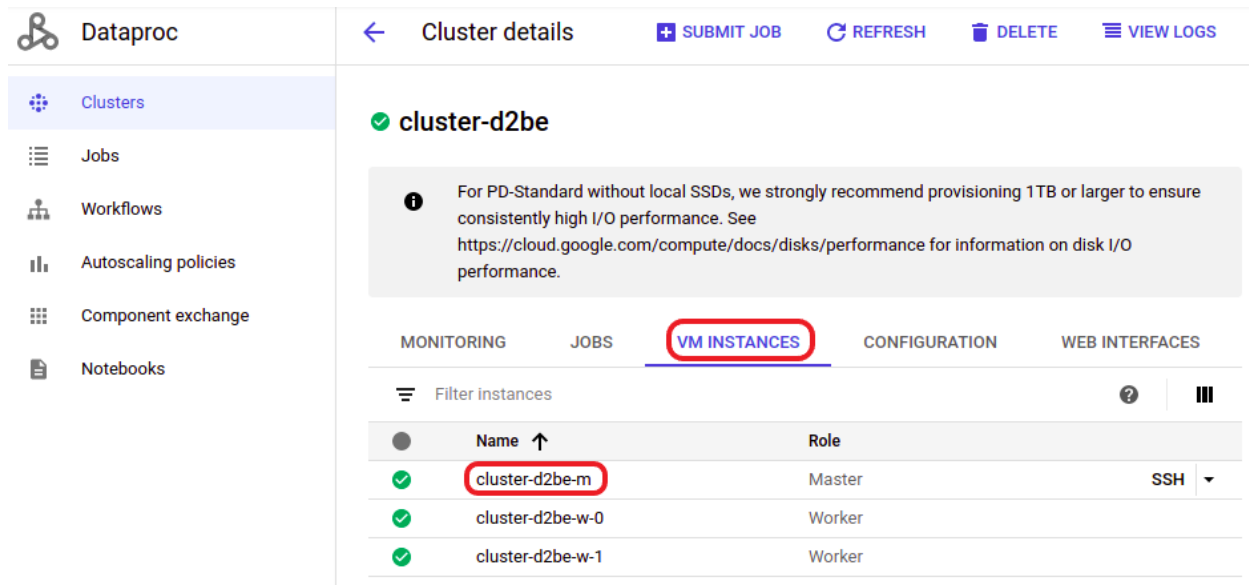 Dataproc
Cluster details
SUBMIT JOB
REFRESH
DELETE
VIEW LOGS
Clusters
Jobs
Workflows
Autoscaling policies
Component exchange
Notebooks
cluster-d2be
For PD-Standard without local SSDs, we strongly recommend provisioning 1TB or larger to ensure
consistently high I/O performance. See
https://cloud.google.com/compute/docs/disks/performance for information on disk I/O
performance.
MONITORING JOBS VM INSTANCES CONFIGURATION WEB INTERFACES
Filter instances
Name Role
cluster-d2be-m Master SSH
cluster-d2be-w-0 Worker
cluster-d2be-w-1 Worker